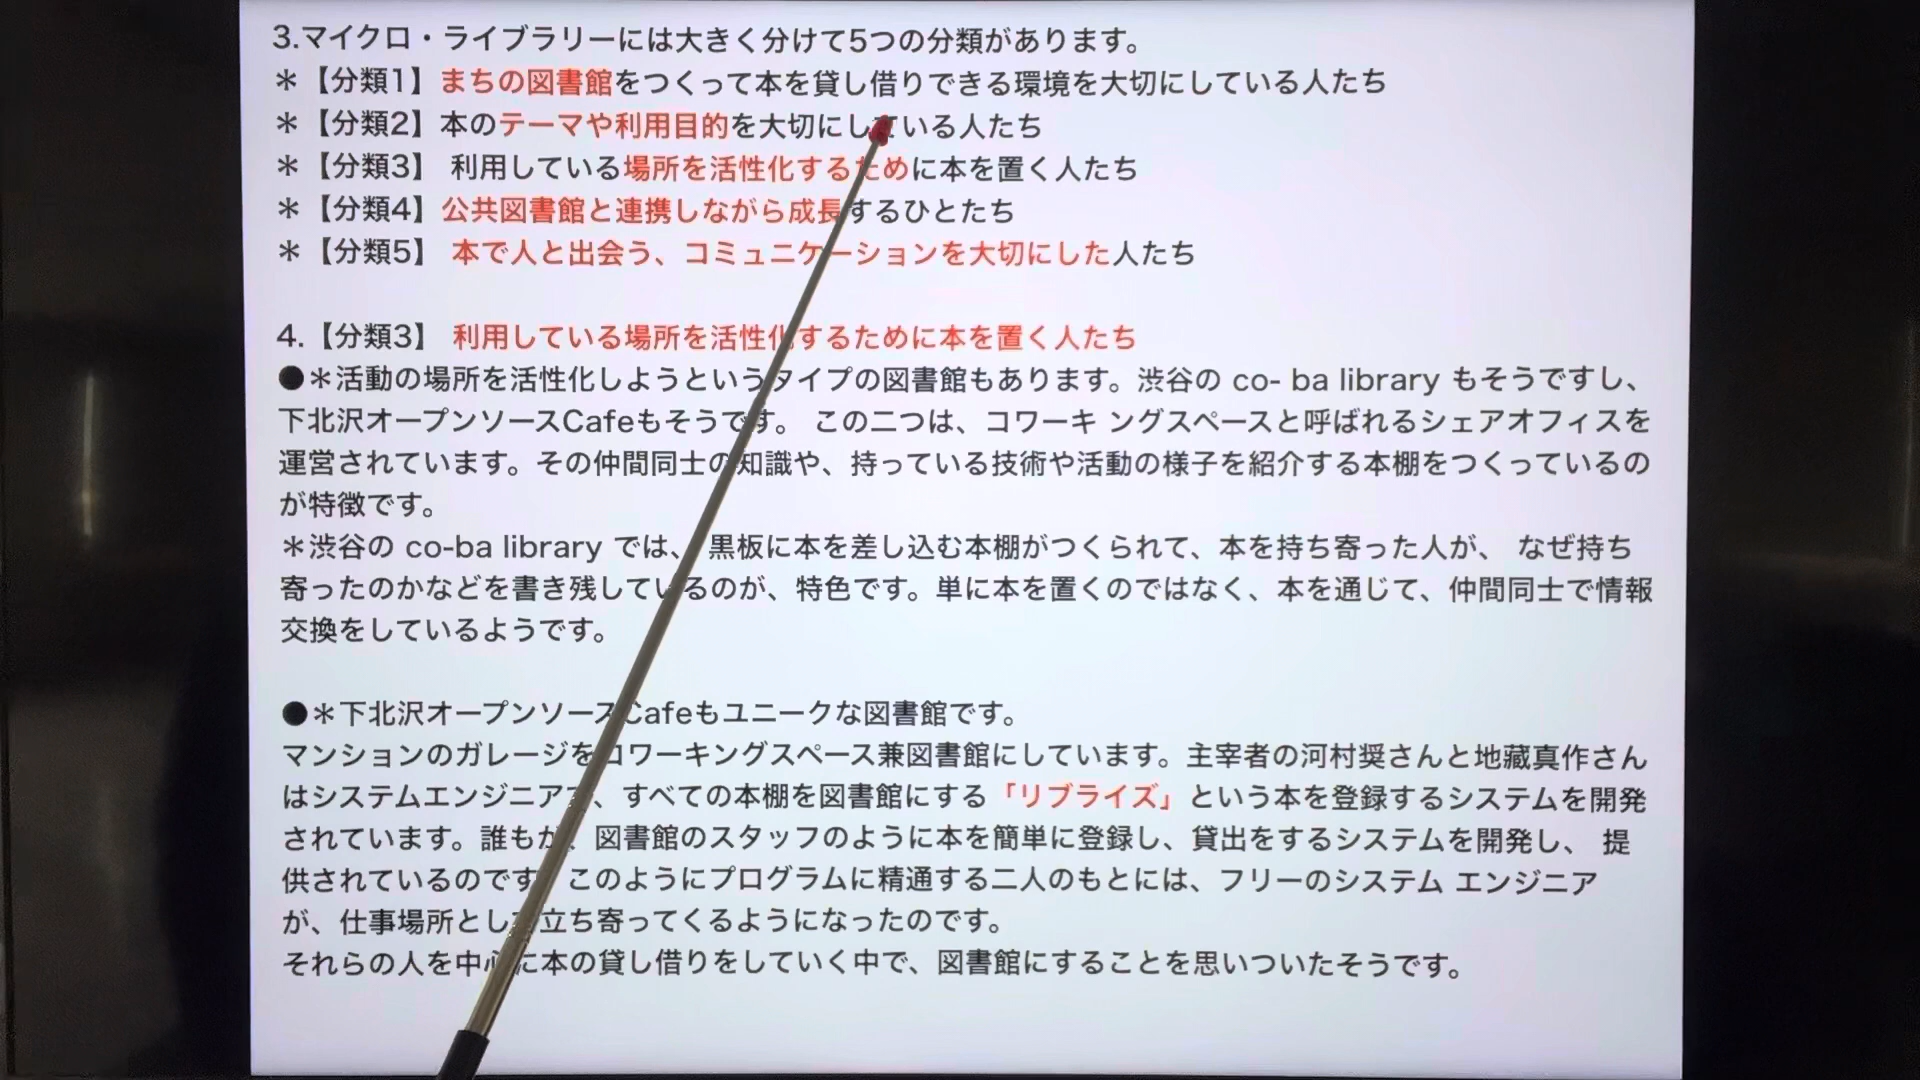 3.マイクロ・ライブラリーには大きく分けて5つの分類があります。
＊【分類1】まちの図書館をつくって本を貸し借りできる環境を大切にしている人たち
＊【分類2】本のテーマや利用目的を大切にしている人たち
＊【分類3】 利用している場所を活性化するために本を置く人たち
＊【分類4】公共図書館と連携しながら成長するひとたち
＊【分類5】 本で人と出会う、コミュニケーションを大切にした人たち
4.【分類3】 利用している場所を活性化するために本を置く人たち
●＊活動の場所を活性化しようというタイプの図書館もあります。渋谷の co- ba library もそうですし、
下北沢オープンソースCafeもそうです。 この二つは、コワーキ ングスペースと呼ばれるシェアオフィスを
運営されています。その仲間同士の知識や、持っている技術や活動の様子を紹介する本棚をつくっているの
が特徴です。
＊渋谷の co-ba library では、 黒板に本を差し込む本棚がつくられて、本を持ち寄った人が、 なぜ持ち
寄ったのかなどを書き残しているのが、特色です。単に本を置くのではなく、本を通じて、仲間同士で情報
交換をしているようです。
●＊下北沢オープンソースCafeもユニークな図書館です。
マンションのガレージをコワーキングスペース兼図書館にしています。主宰者の河村奨さんと地藏真作さん
はシステムエンジニアで、すべての本棚を図書館にする「リブライズ」という本を登録するシステムを開発
されています。誰もが、図書館のスタッフのように本を簡単に登録し、貸出をするシステムを開発し、 提
供されているのです。このようにプログラムに精通する二人のもとには、フリーのシステム エンジニア
が、仕事場所として立ち寄ってくるようになったのです。
それらの人を中心に本の貸し借りをしていく中で、図書館にすることを思いついたそうです。